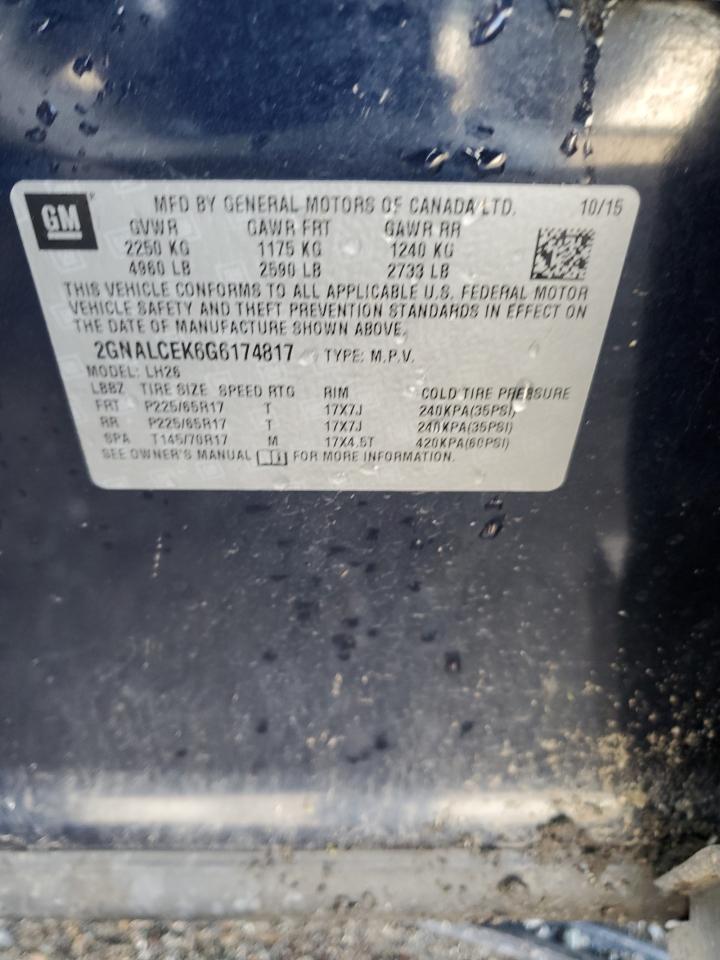 GM
MFD BY GENERAL MOTORS OF CANADA LTD. 10/15
GVWR GAWR FRT GAWR RR
2250 KG 1175 KG 1240 KG
4960 LB 2590 LB 2733 LB
THIS VEHICLE CONFORMS TO ALL APPLICABLE U.S. FEDERAL MOTOR
VEHICLE SAFETY AND THEFT PREVENTION STANDARDS IN EFFECT ON
THE DATE OF MANUFACTURE SHOWN ABOVE.
2GNALCEK6G6174817 TYPE: M.P.V.
MODEL: LH26
LBBZ TIRE SIZE SPEED RTG RIM COLD TIRE PRESSURE
FRT P225/65R17 T 17X7J 240KPA(35PSI)
RR P225/65R17 T 17X7J 240KPA(35PSI)
SPA T145/70R17 M 17X4.5T 420KPA(60PSI)
SEE OWNER'S MANUAL FOR MORE INFORMATION.